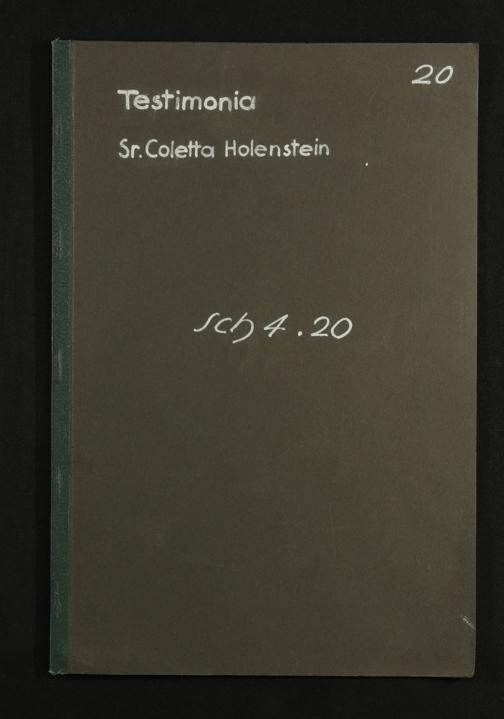 20
Testimonia
Sr. Coletta Holenstein
Sch 4.20